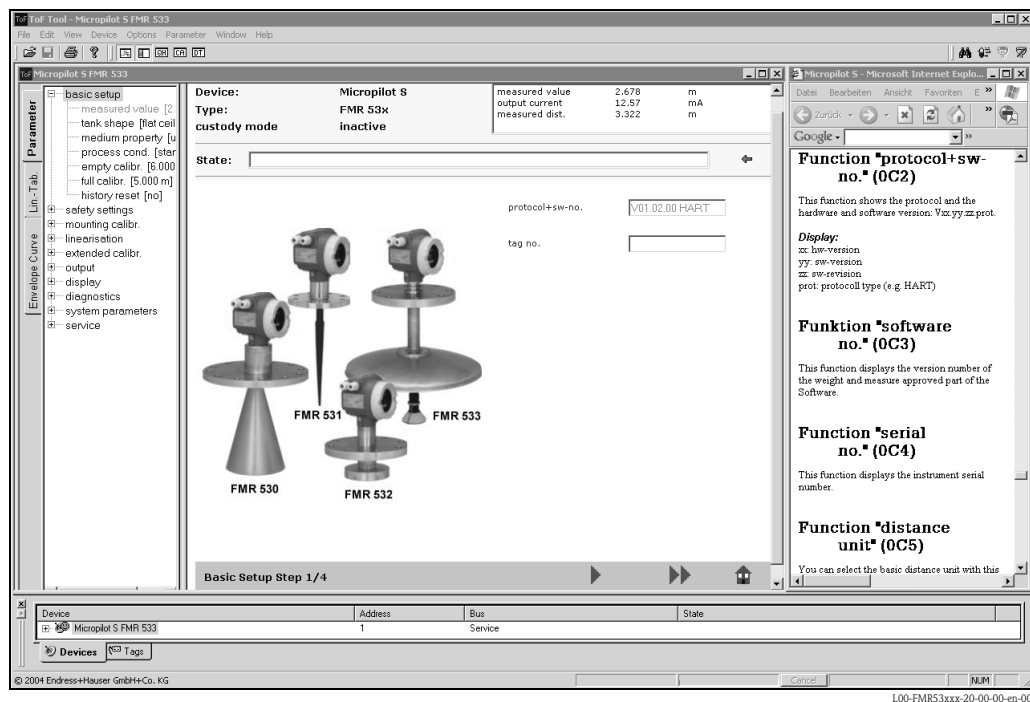 ToF Tool - Micropilot S FMR 533
File Edit View Device Options Parameter Window Help
Micropilot S FMR 533
Parameter
Lin.-Tab.
Envelope Curve
basic setup
measured value [2.
tank shape [flat ceil
medium property [u
process cond. [stan
empty calibr. [6.000
full calibr. [5.000 m]
history reset [no]
safety settings
mounting calibr.
linearisation
extended calibr.
output
display
diagnostics
system parameters
service
Device: Micropilot S
Type: FMR 53x
custody mode inactive
measured value 2.678 m
output current 12.57 mA
measured dist. 3.322 m
State:
protocol+sw-no. V01.02.00 HART
tag no.
FMR 531
FMR 533
FMR 530
FMR 532
Basic Setup Step 1/4
Micropilot S - Microsoft Internet Explo...
Datei Bearbeiten Ansicht Favoriten E »
Zurück
Google -
Function "protocol+sw-
no." (0C2)
This function shows the protocol and the
hardware and software version: Vxx.yy.zz.prot.
Display:
xx: hw-version
yy: sw-version
zz: sw-revision
prot: protocoll type (e.g. HART)
Funktion "software
no." (0C3)
This function displays the version number of
the weight and measure approved part of the
Software.
Function "serial
no." (0C4)
This function displays the instrument serial
number.
Function "distance
unit" (0C5)
You can select the basic distance unit with this
Device Address Bus State
Micropilot S FMR 533 1 Service
Devices Tags
© 2004 Endress+Hauser GmbH+Co. KG Cancel NUM
L00-FMR53xxx-20-00-00-en-00